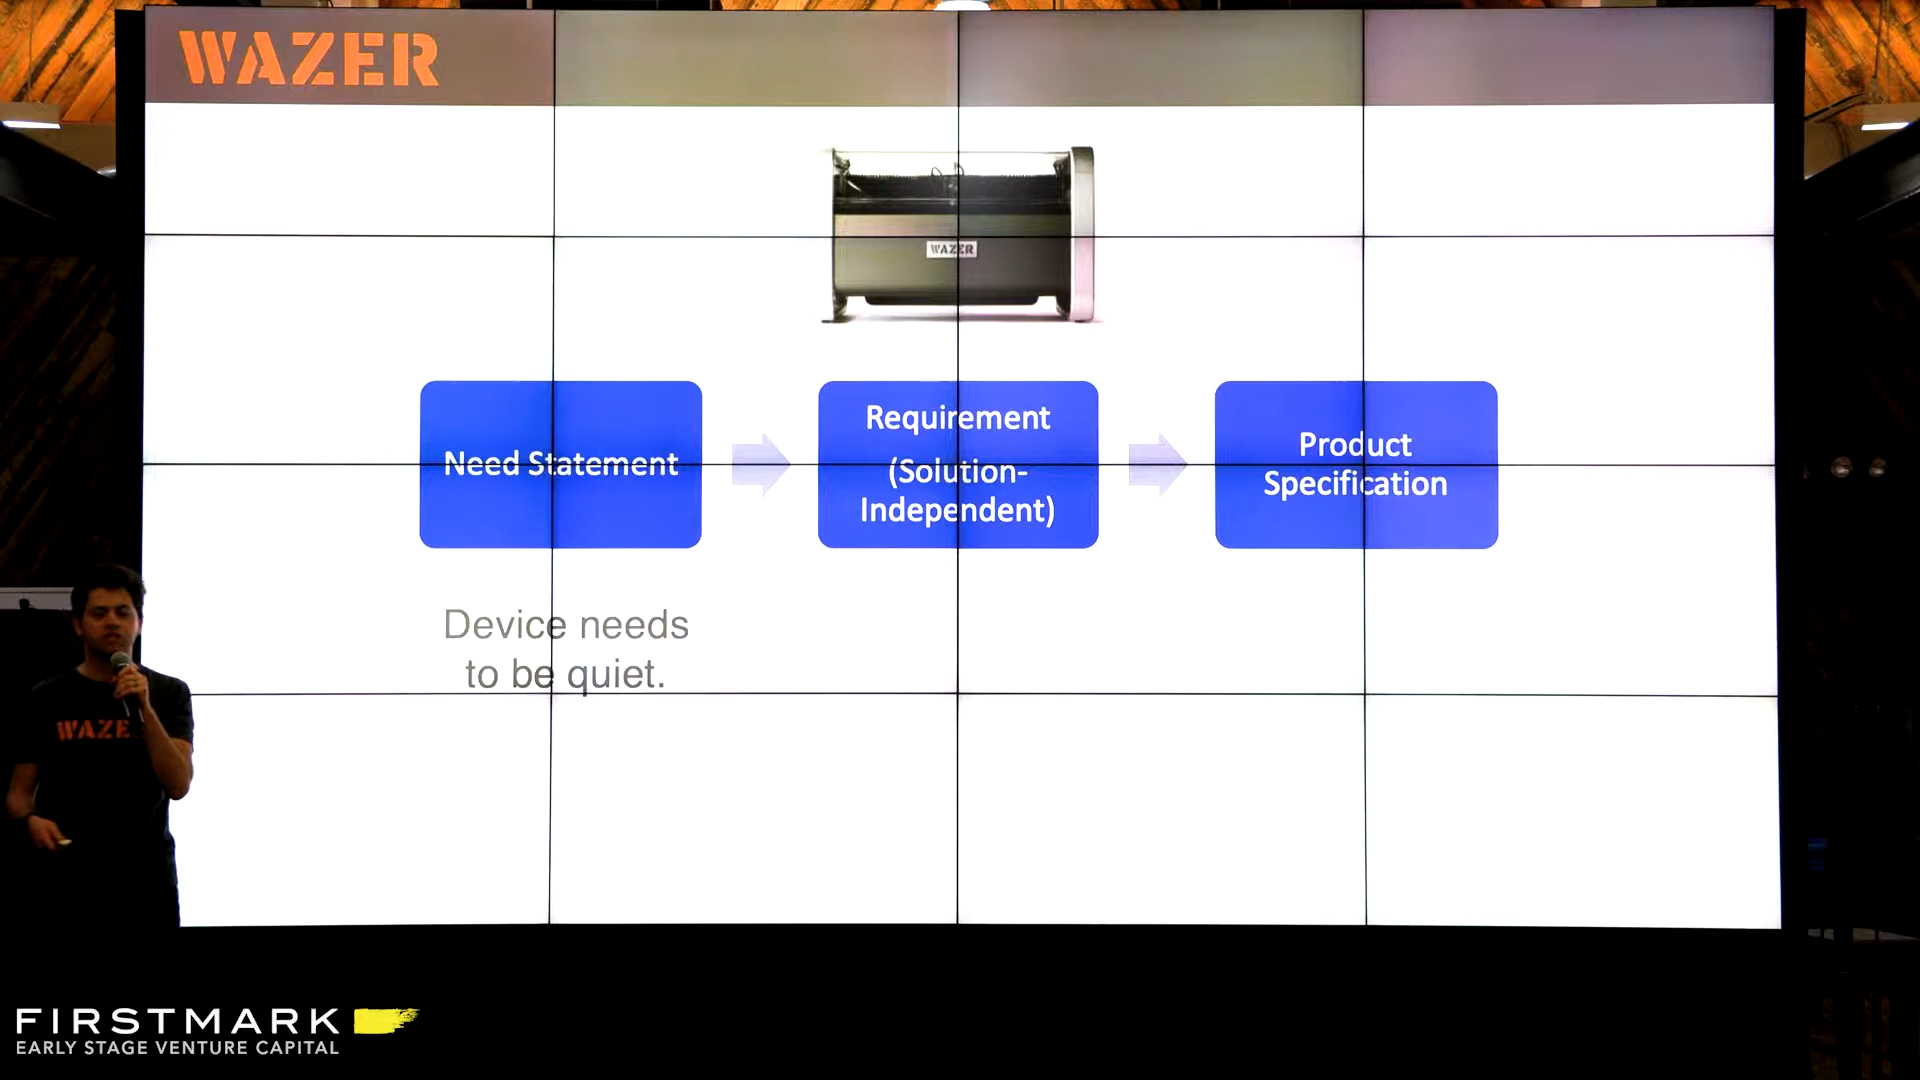 WAZER
WAZER
Need Statement
Requirement
(Solution-
Independent)
Product
Specification
Device needs
to be quiet.
WAZE
FIRSTMARK
EARLY STAGE VENTURE CAPITAL